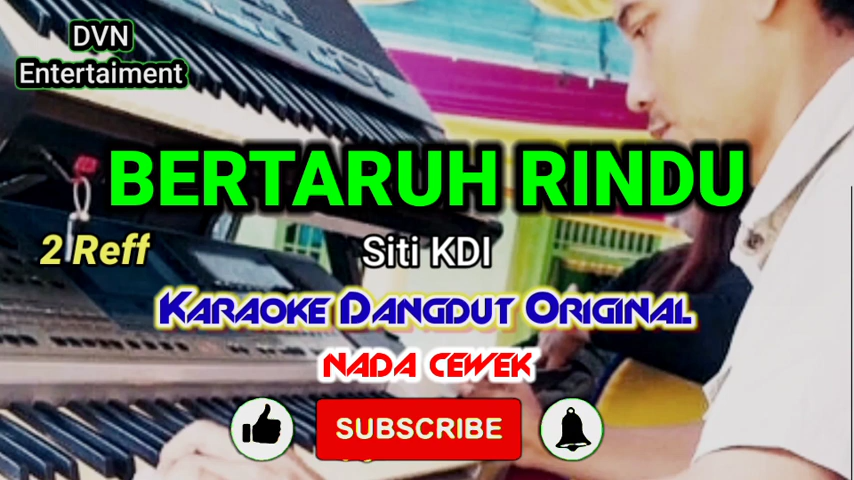 DVN
Entertaiment
BERTARUH RINDU
2 Reff
Siti KDI
KARAOKE DANGDUT ORIGINAL
NADA CEWEK
SUBSCRIBE